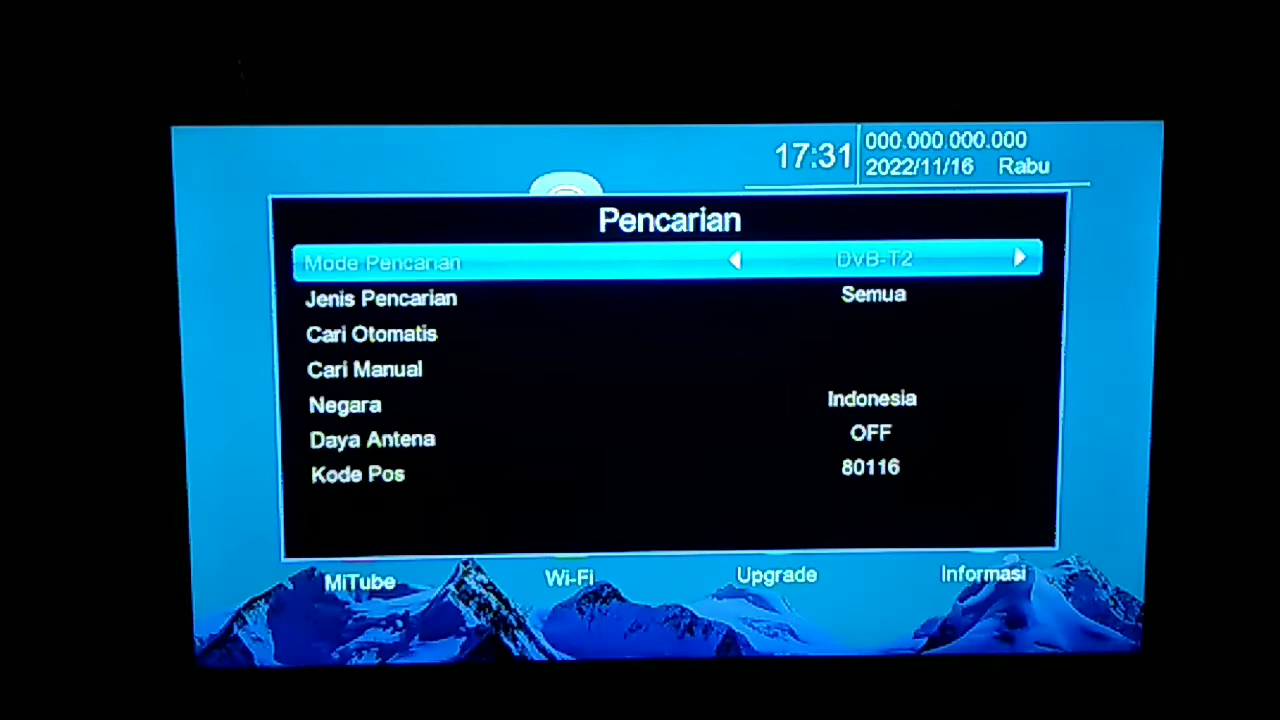 17:31
000.000.000.000
2022/11/16 Rabu
Pencarian
Mode Pencarian DVB-T2
Jenis Pencarian Semua
Cari Otomatis
Cari Manual
Negara Indonesia
Daya Antena OFF
Kode Pos 80116
MiTube Wi-Fi Upgrade Informasi